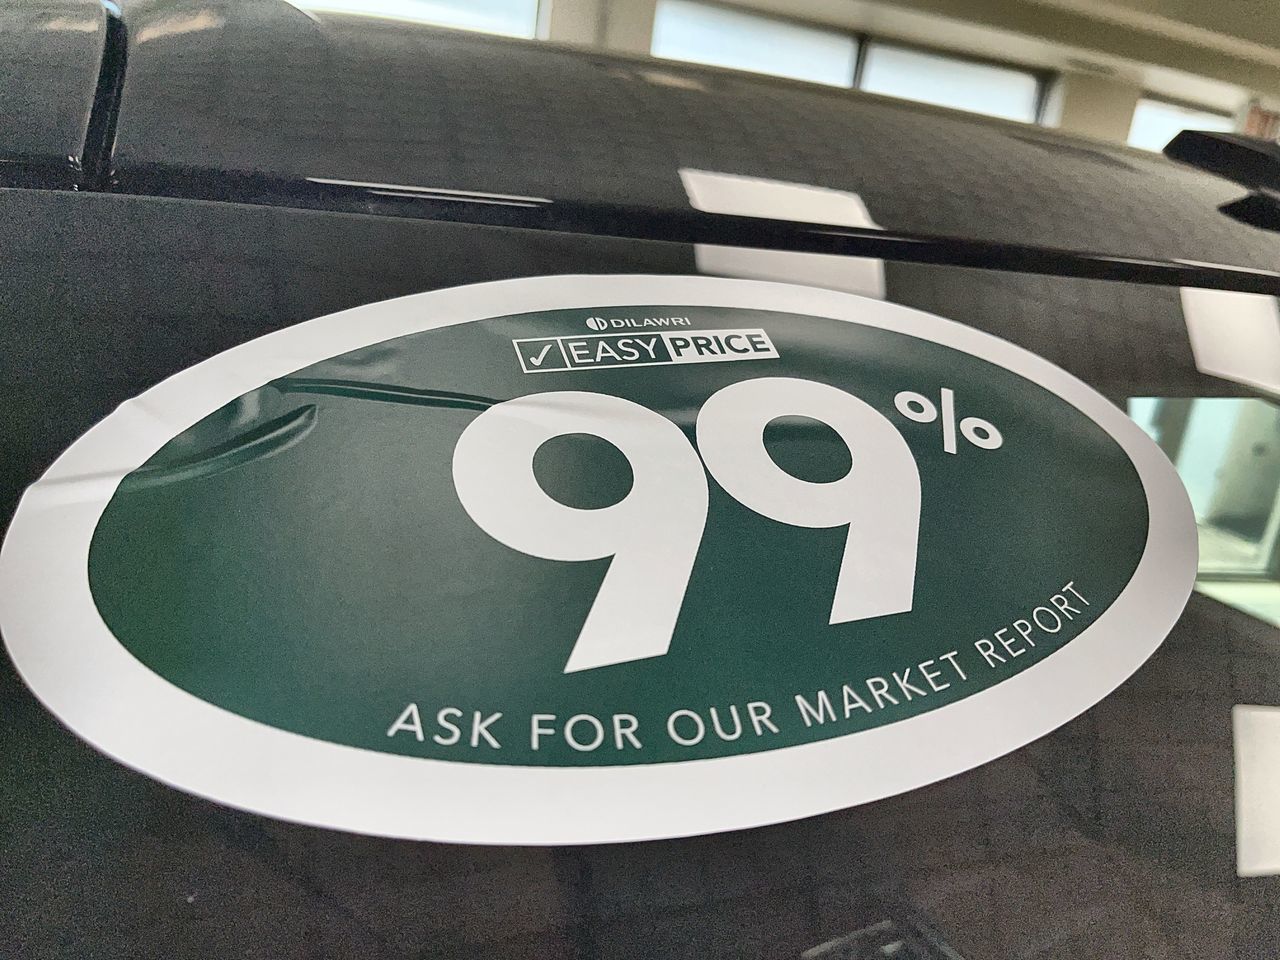 DILAWRI
✓ EASY PRICE
99%
ASK FOR OUR MARKET REPORT